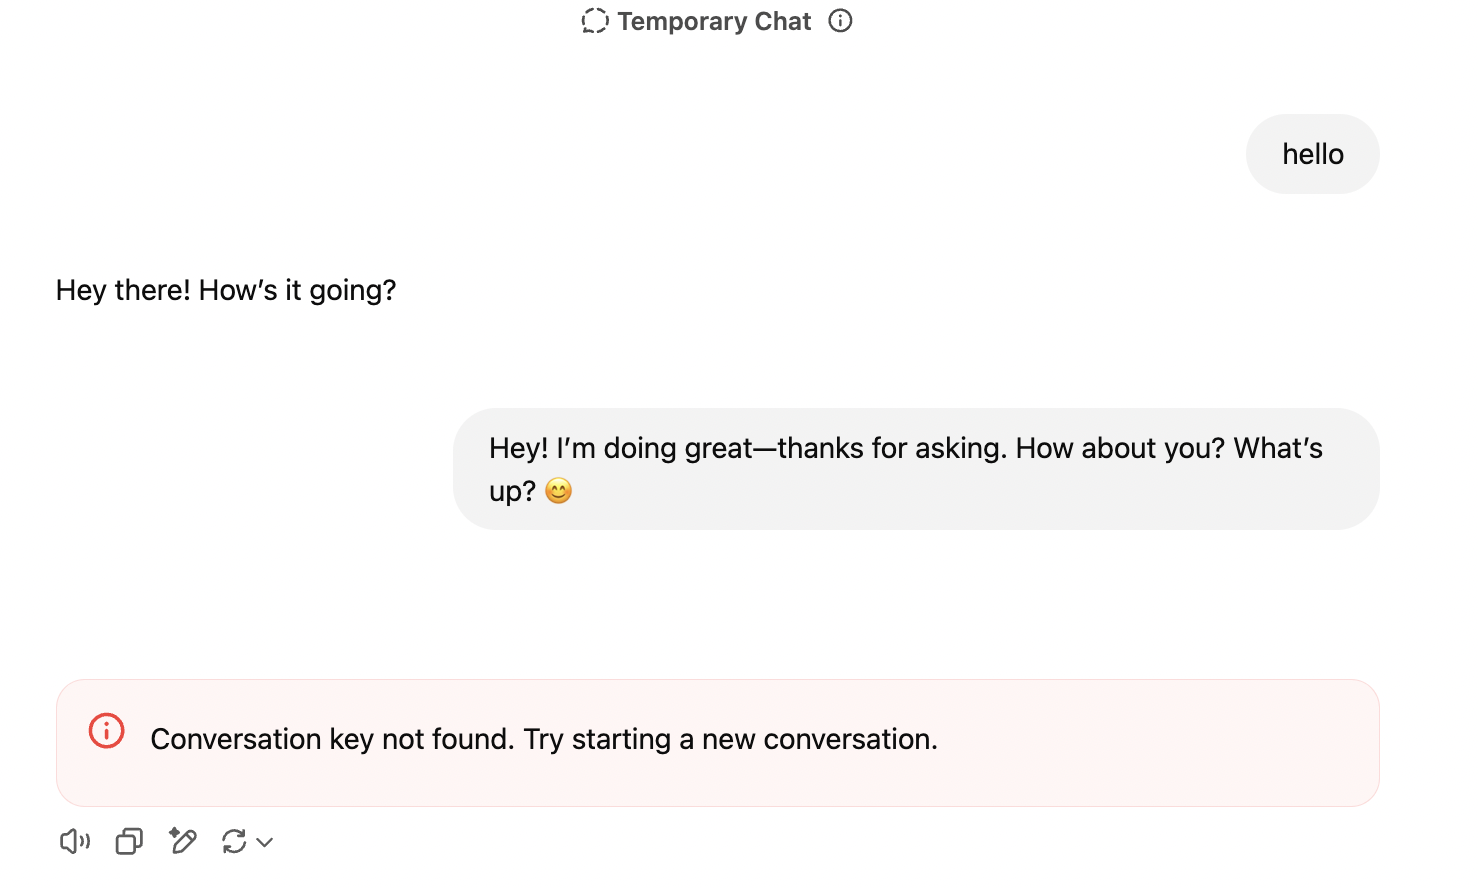 Temporary Chat
hello
Hey there! How’s it going?
Hey! I’m doing great—thanks for asking. How about you? What’s
up? 😊
Conversation key not found. Try starting a new conversation.